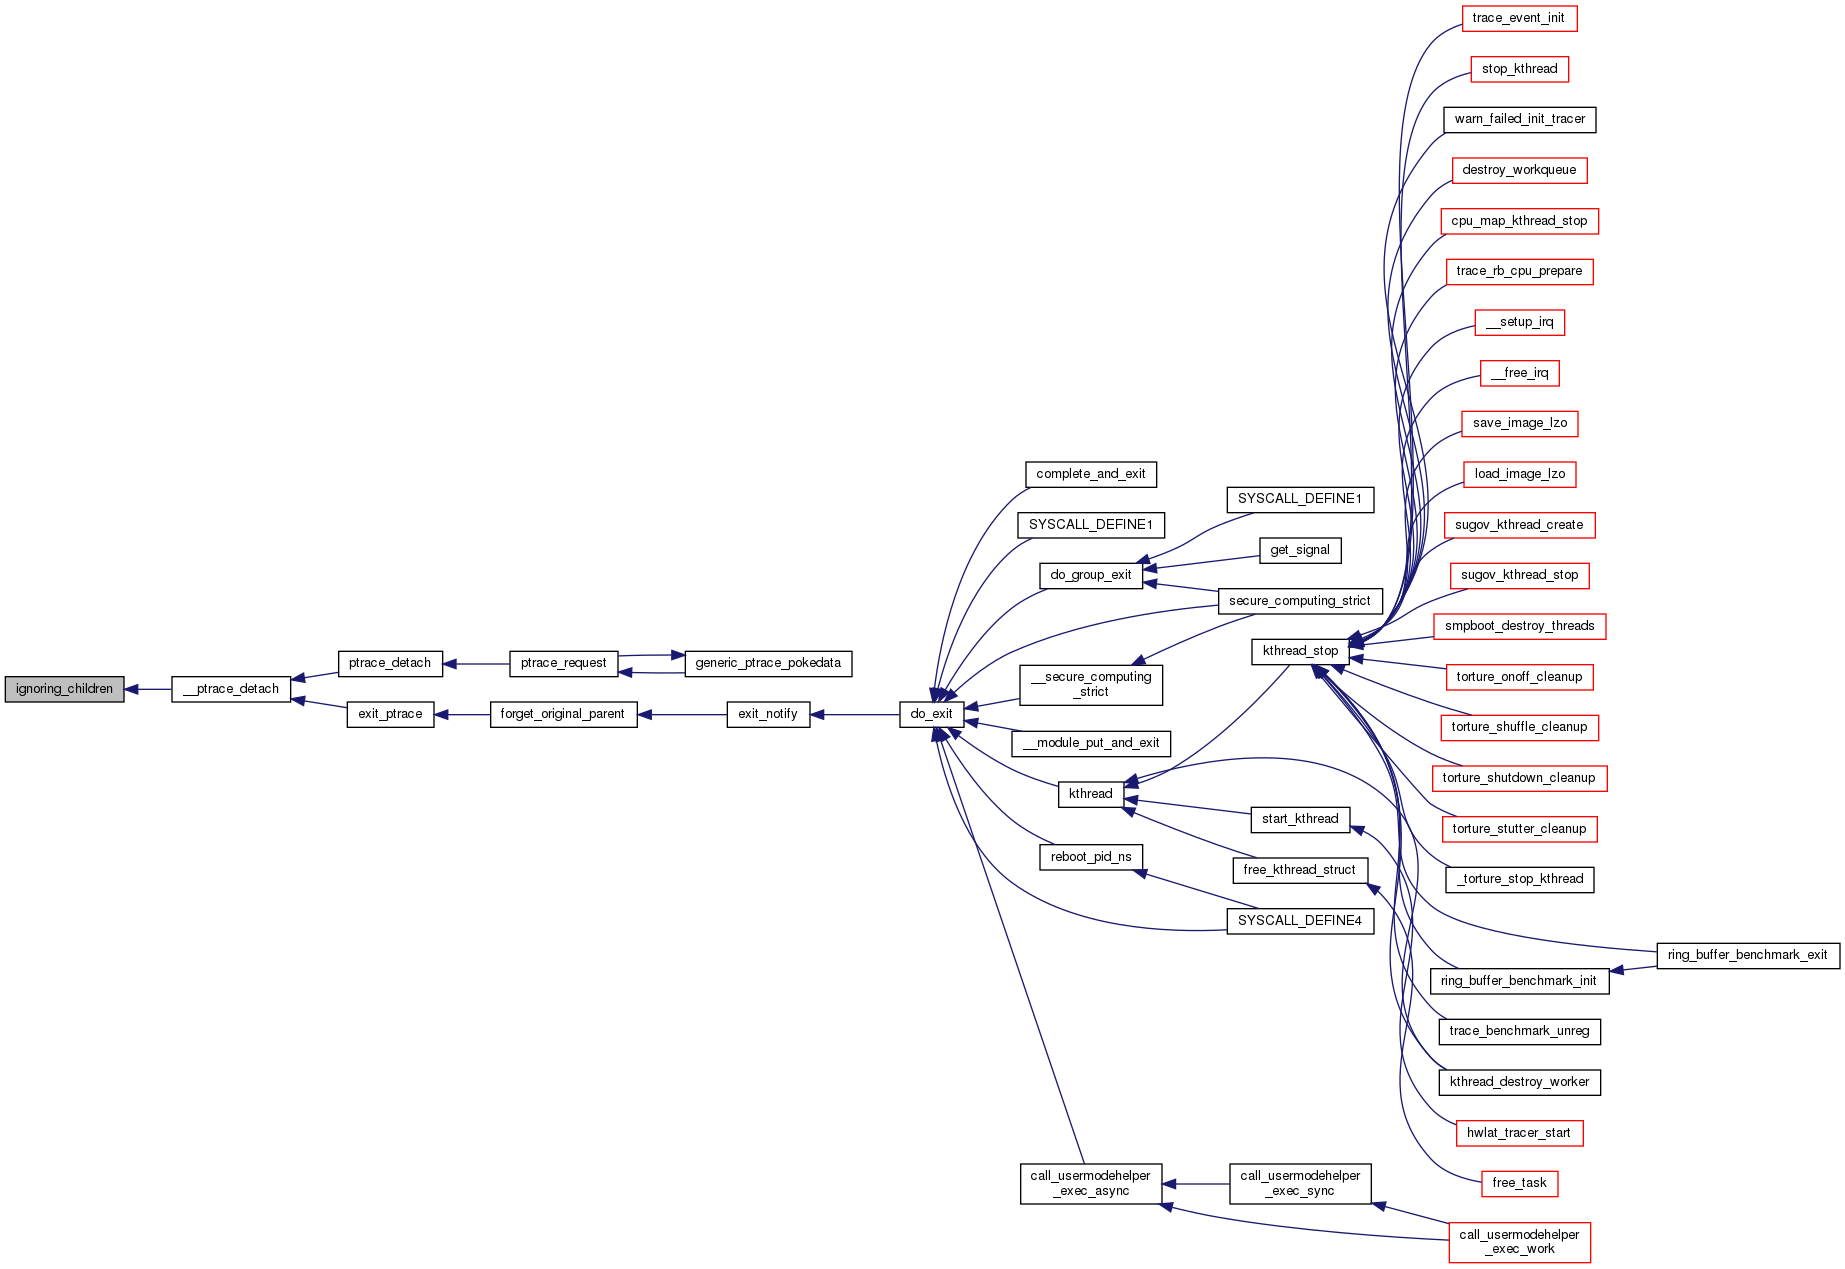 trace_event_init
stop_kthread
warn_failed_init_tracer
destroy_workqueue
cpu_map_kthread_stop
trace_rb_cpu_prepare
__setup_irq
__free_irq
save_image_lzo
load_image_lzo
complete_and_exit
SYSCALL_DEFINE1
SYSCALL_DEFINE1
sugov_kthread_create
get_signal
do_group_exit
sugov_kthread_stop
secure_computing_strict
smpboot_destroy_threads
kthread_stop
ptrace_detach
ptrace_request
generic_ptrace_pokedata
ignoring_children
__ptrace_detach
__secure_computing
_strict
torture_onoff_cleanup
exit_ptrace
forget_original_parent
exit_notify
do_exit
torture_shuffle_cleanup
__module_put_and_exit
torture_shutdown_cleanup
kthread
start_kthread
torture_stutter_cleanup
reboot_pid_ns
free_kthread_struct
_torture_stop_kthread
SYSCALL_DEFINE4
ring_buffer_benchmark_exit
ring_buffer_benchmark_init
trace_benchmark_unreg
kthread_destroy_worker
hwlat_tracer_start
call_usermodehelper
_exec_async
call_usermodehelper
_exec_sync
free_task
call_usermodehelper
_exec_work